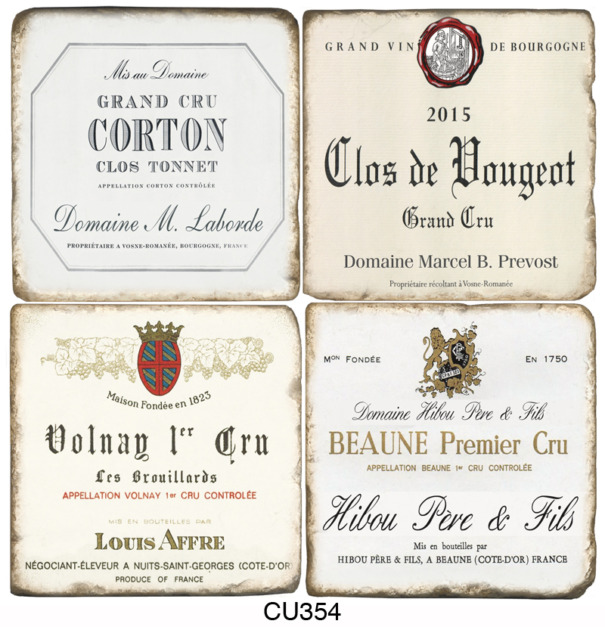 Mis au Domaine
GRAND CRU
CORTON
CLOS TONNET
APPELLATION CORTON CONTRÔLÉE
Domaine M. Laborde
PROPRIÉTAIRE A VOSNE-ROMANÉE, BOURGOGNE, FRANCE
GRAND VIN DE BOURGOGNE
2015
Clos de Vougeot
Grand Cru
Domaine Marcel B. Prevost
Propriétaire récoltant à Vosne-Romanée
Maison Fondée en 1823
Volnay 1er Cru
Les Brouillards
APPELLATION VOLNAY 1er CRU CONTROLÉE
MIS EN BOUTEILLES PAR
LOUIS AFFRE
NÉGOCIANT-ÉLEVEUR A NUITS-SAINT-GEORGES (COTE-D'OR
PRODUCE OF FRANCE
MON FONDÉE EN 1750
Domaine Hibou Père & Fils
BEAUNE Premier Cru
APPELLATION BEAUNE 1er CRU CONTROLÉE
Hibou Père & Fils
Mis en bouteilles par
HIBOU PÈRE & FILS, A BEAUNE (COTE-D'OR) FRANCE
CU354